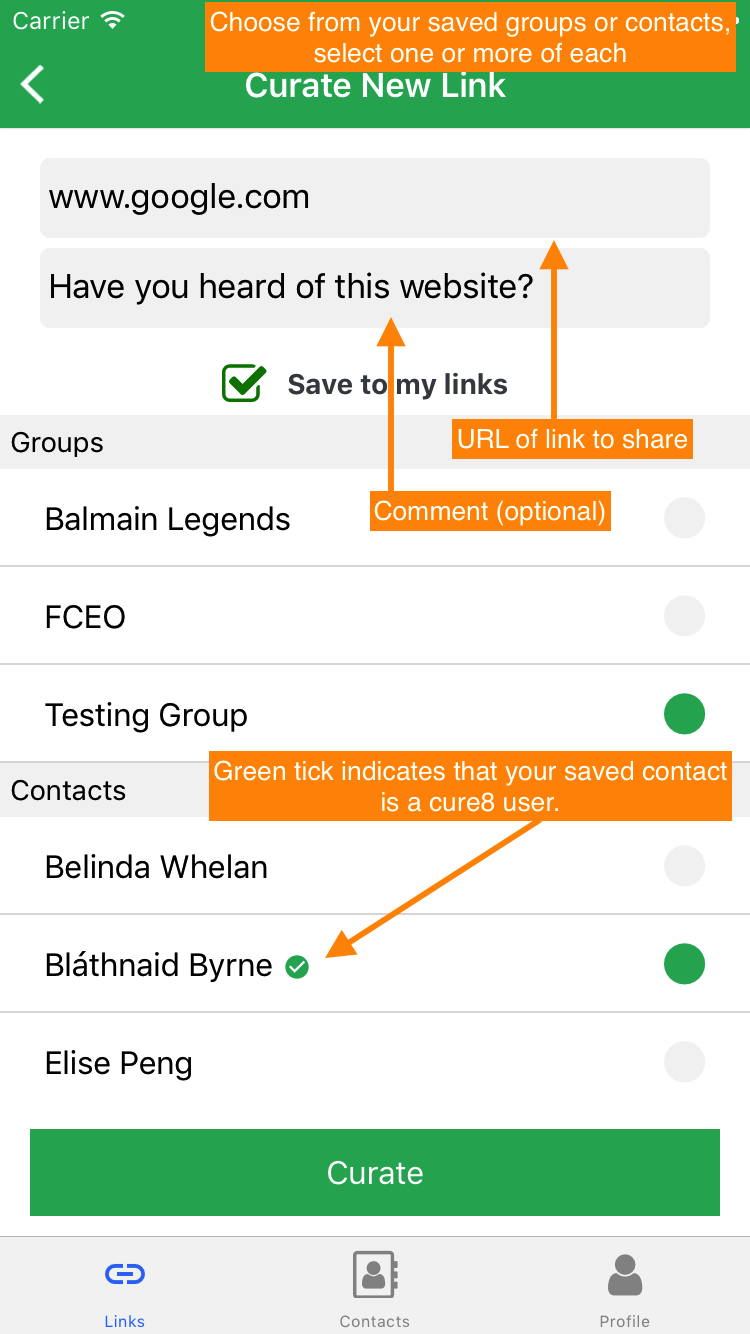 Carrier
Choose from your saved groups or contacts,
select one or more of each
Curate New Link
www.google.com
Have you heard of this website?
Save to my links
URL of link to share
Groups
Comment (optional)
Balmain Legends
FCEO
Testing Group
Green tick indicates that your saved contact
is a cure8 user.
Contacts
Belinda Whelan
Bláthnaid Byrne
Elise Peng
Curate
Links
Contacts
Profile